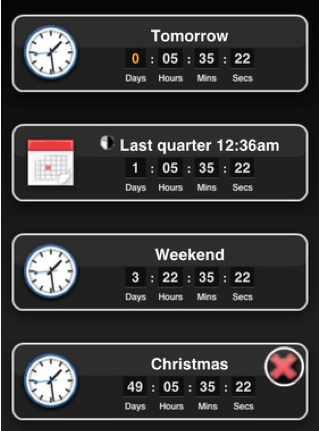 Tomorrow
0 : 05 : 35 : 22
Days Hours Mins Secs
Last quarter 12:36am
1 : 05 : 35 : 22
Days Hours Mins Secs
Weekend
3 : 22 : 35 : 22
Days Hours Mins Secs
Christmas
49 : 05 : 35 : 22
Days Hours Mins Secs